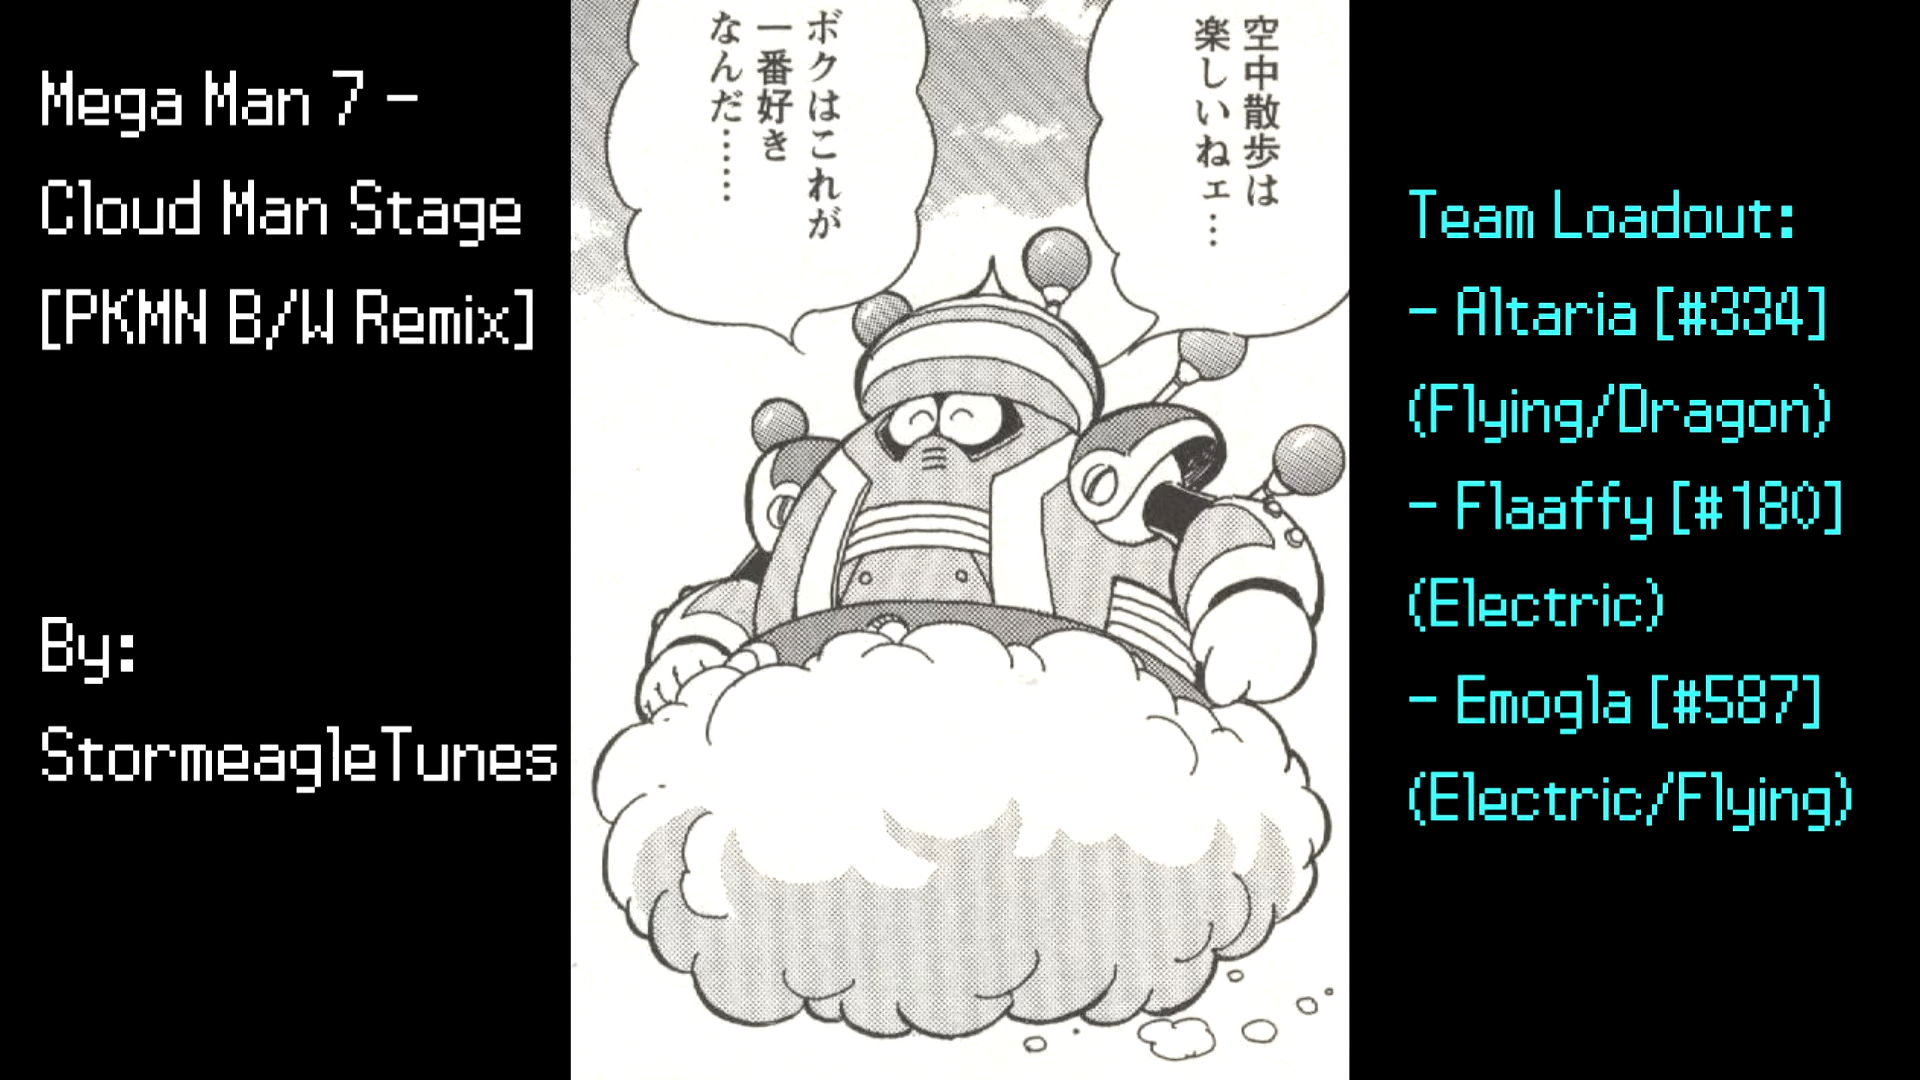 Mega Man 7 -
Cloud Man Stage
[PKMN B/W Remix]
By:
StormeagleTunes
空中散歩は
楽しいねェ…
ボクはこれが
一番好き
なんだ……
Team Loadout:
- Altaria [#334]
(Flying/Dragon)
- Flaaffy [#180]
(Electric)
- Emogla [#587]
(Electric/Flying)